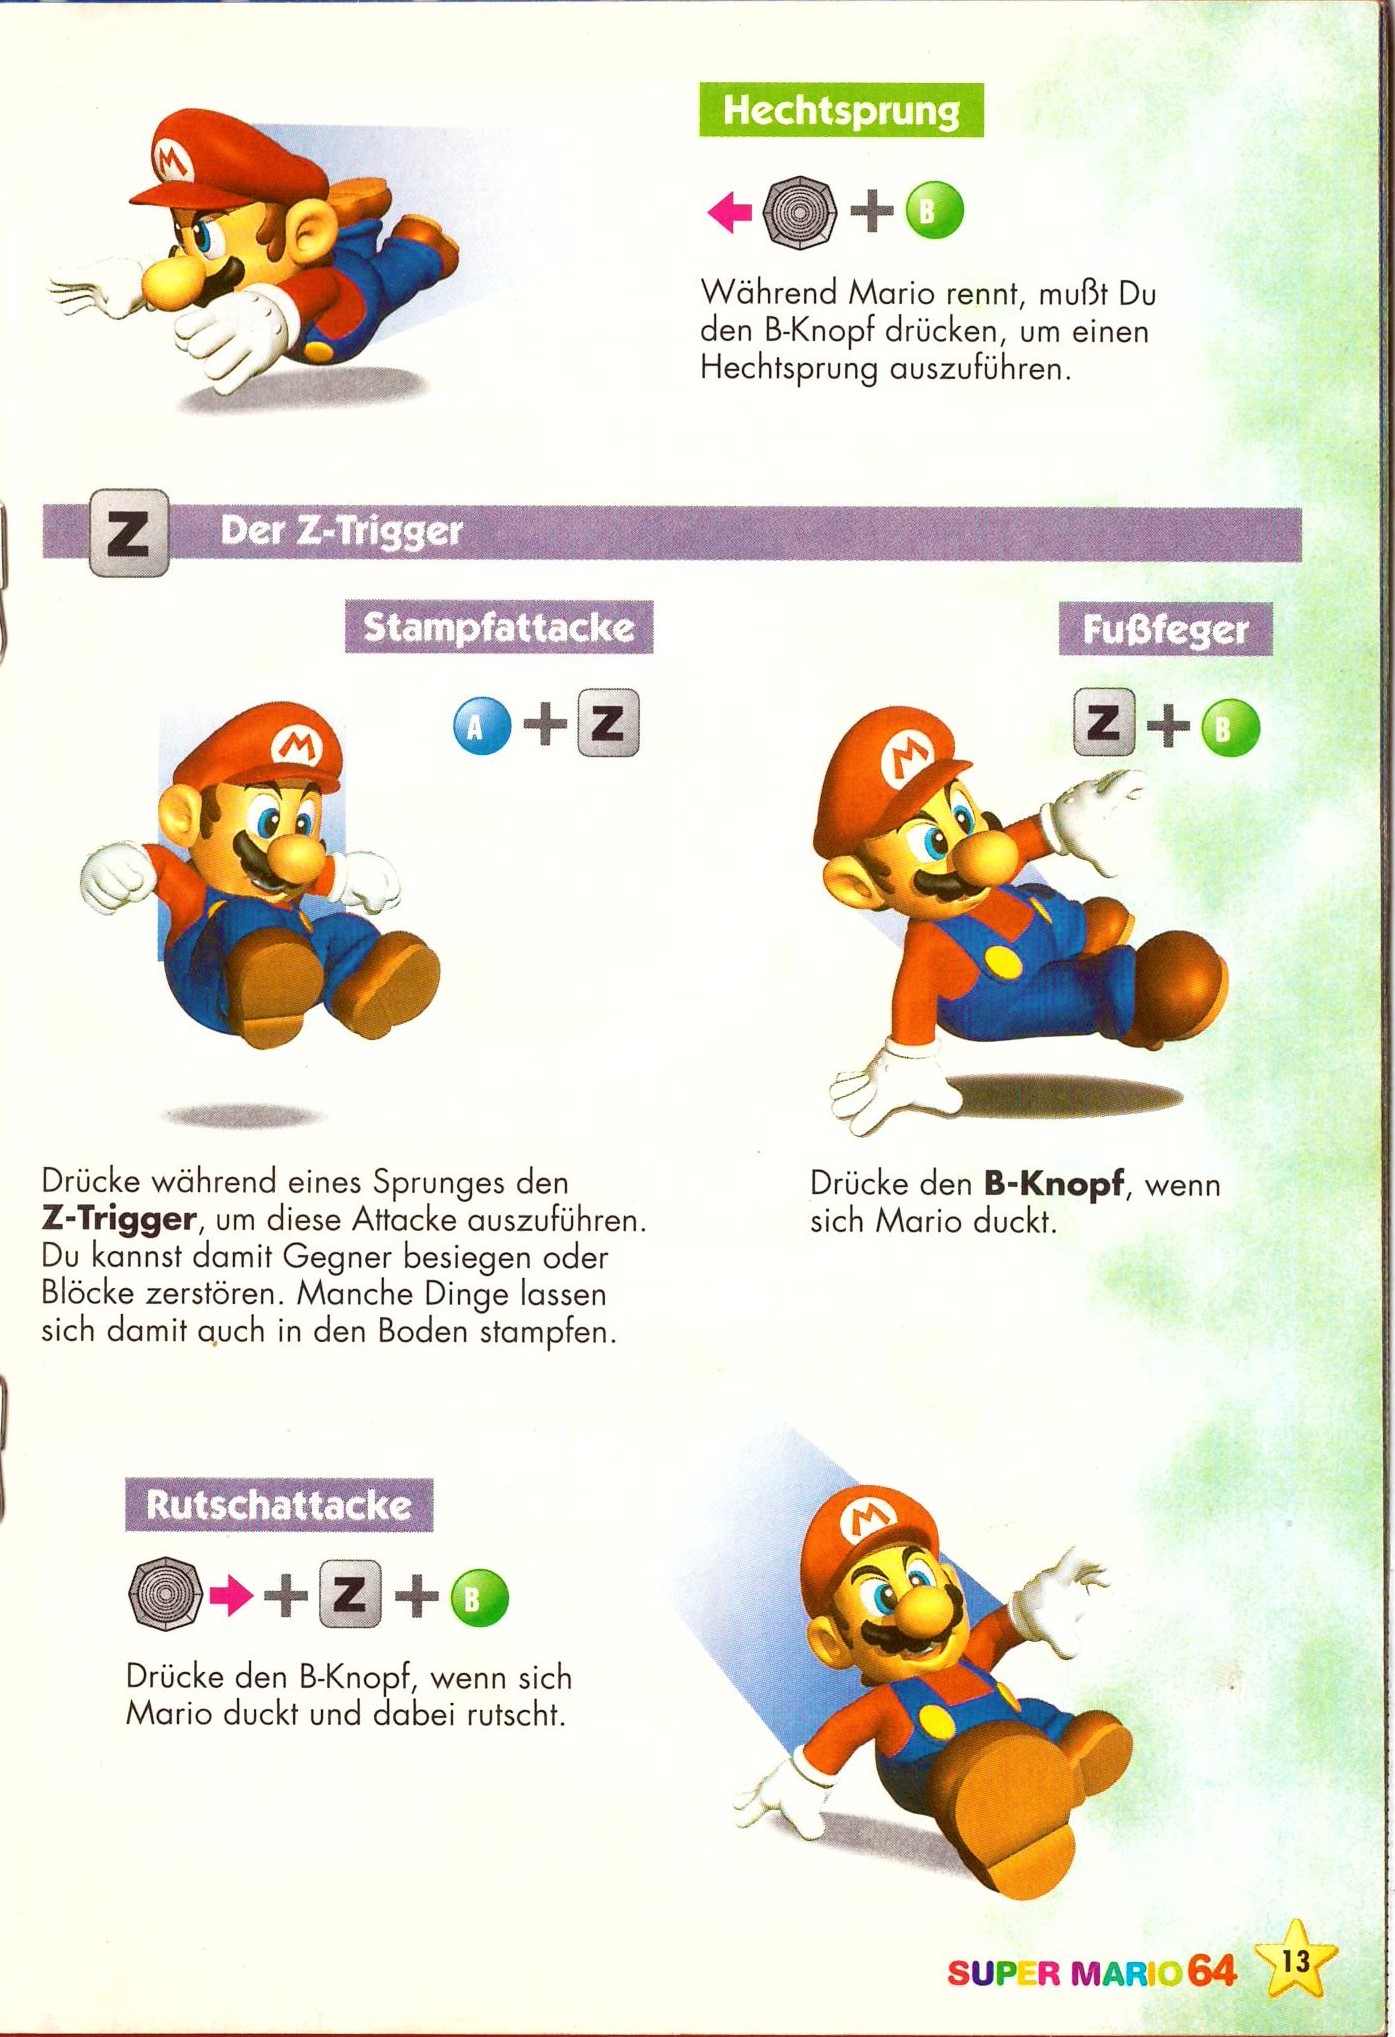 Hechtsprung
+ B
Während Mario rennt, mußt Du
den B-Knopf drücken, um einen
Hechtsprung auszuführen.
Z Der Z-Trigger
Stampfattacke
A + Z
Drücke während eines Sprunges den
Z-Trigger, um diese Attacke auszuführen.
Du kannst damit Gegner besiegen oder
Blöcke zerstören. Manche Dinge lassen
sich damit auch in den Boden stampfen.
Fußfeger
Z + B
Drücke den B-Knopf, wenn
sich Mario duckt.
Rutschattacke
+ Z + B
Drücke den B-Knopf, wenn sich
Mario duckt und dabei rutscht.
M
M
M
M
SUPER MARIO 64 13